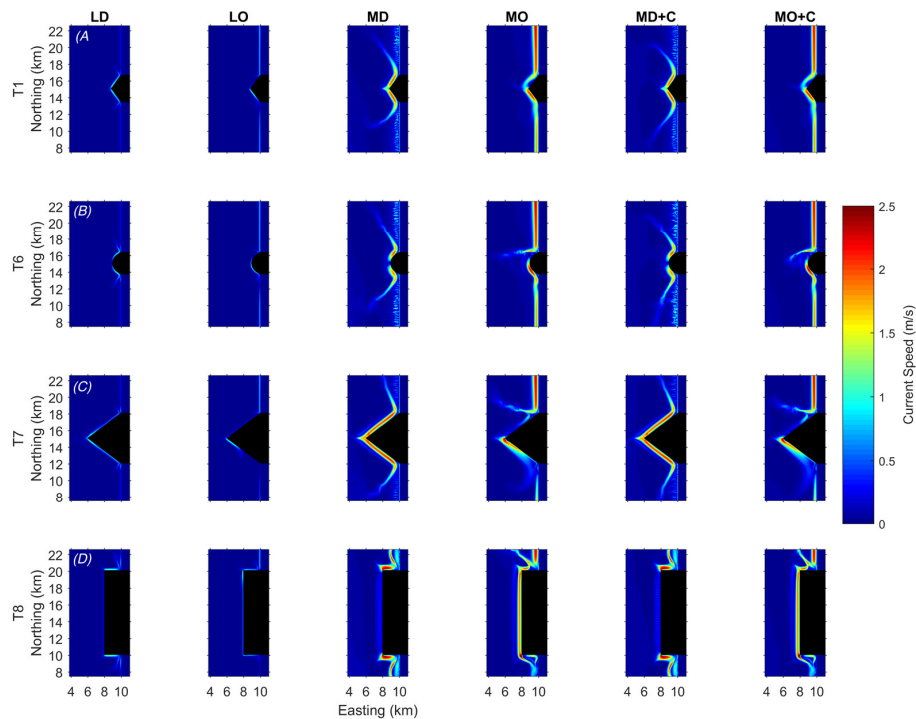 LD LO MD MO MD+C MO+C
(A
T1
Northing (km)
22
20
18
16
14
12
10
8
(B)
T6
Northing (km)
22
20
18
16
14
12
10
8
(C)
T7
Northing (km)
22
20
18
16
14
12
10
8
(D)
T8
Northing (km)
22
20
18
16
14
12
10
8
4 6 8 10 4 6 8 10 4 6 8 10 4 6 8 10 4 6 8 10 4 6 8 10
Easting (km)
2.5
2
1.5
1
0.5
0
Current Speed (m/s)